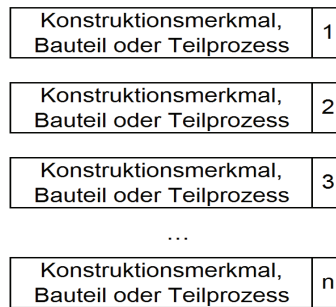 Konstruktionsmerkmal,
Bauteil oder Teilprozess 1
Konstruktionsmerkmal,
Bauteil oder Teilprozess 2
Konstruktionsmerkmal,
Bauteil oder Teilprozess 3
...
Konstruktionsmerkmal,
Bauteil oder Teilprozess n